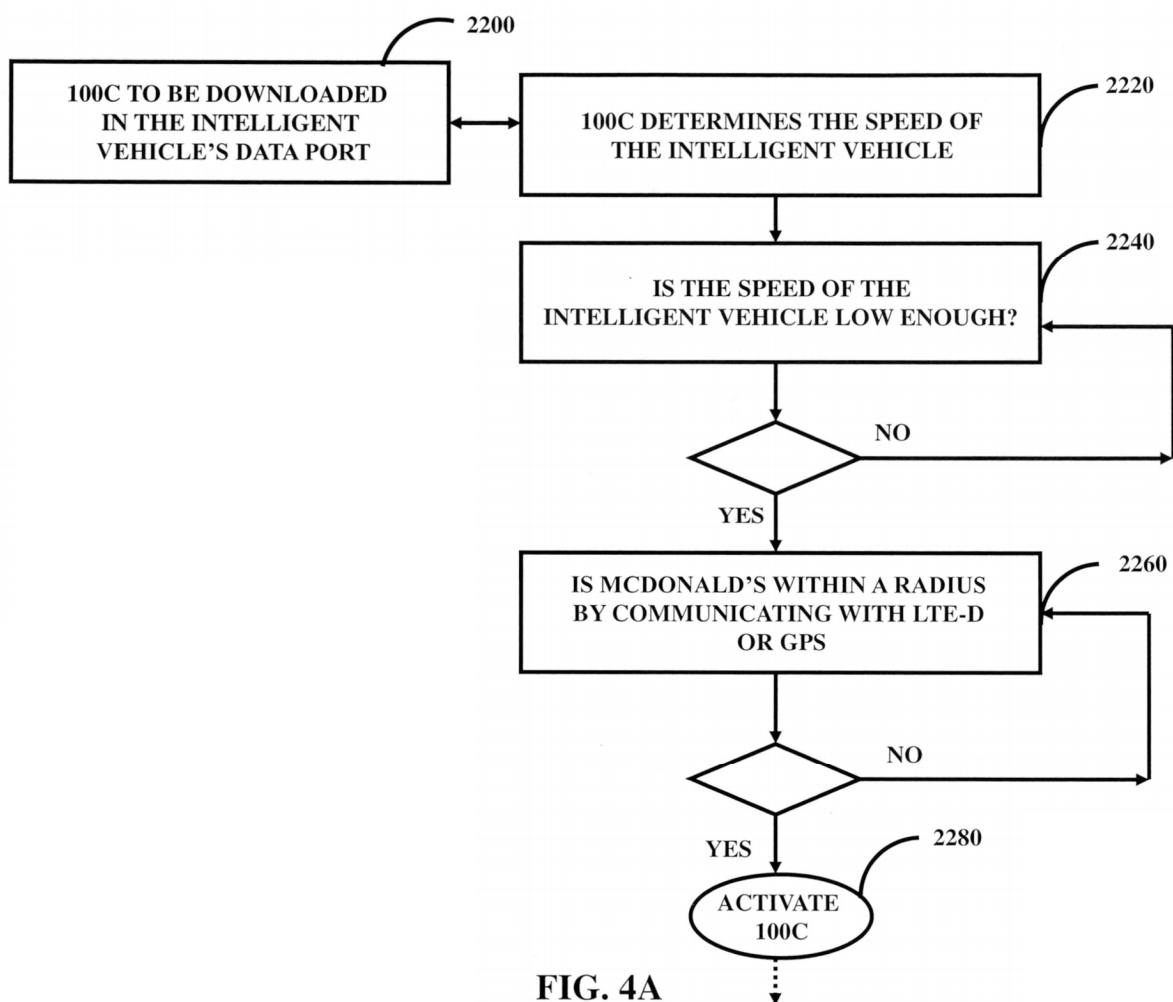 2200
100C TO BE DOWNLOADED
IN THE INTELLIGENT
VEHICLE'S DATA PORT
2220
100C DETERMINES THE SPEED OF
THE INTELLIGENT VEHICLE
2240
IS THE SPEED OF THE
INTELLIGENT VEHICLE LOW ENOUGH?
NO
YES
2260
IS MCDONALD'S WITHIN A RADIUS
BY COMMUNICATING WITH LTE-D
OR GPS
NO
YES
2280
ACTIVATE
100C
FIG. 4A